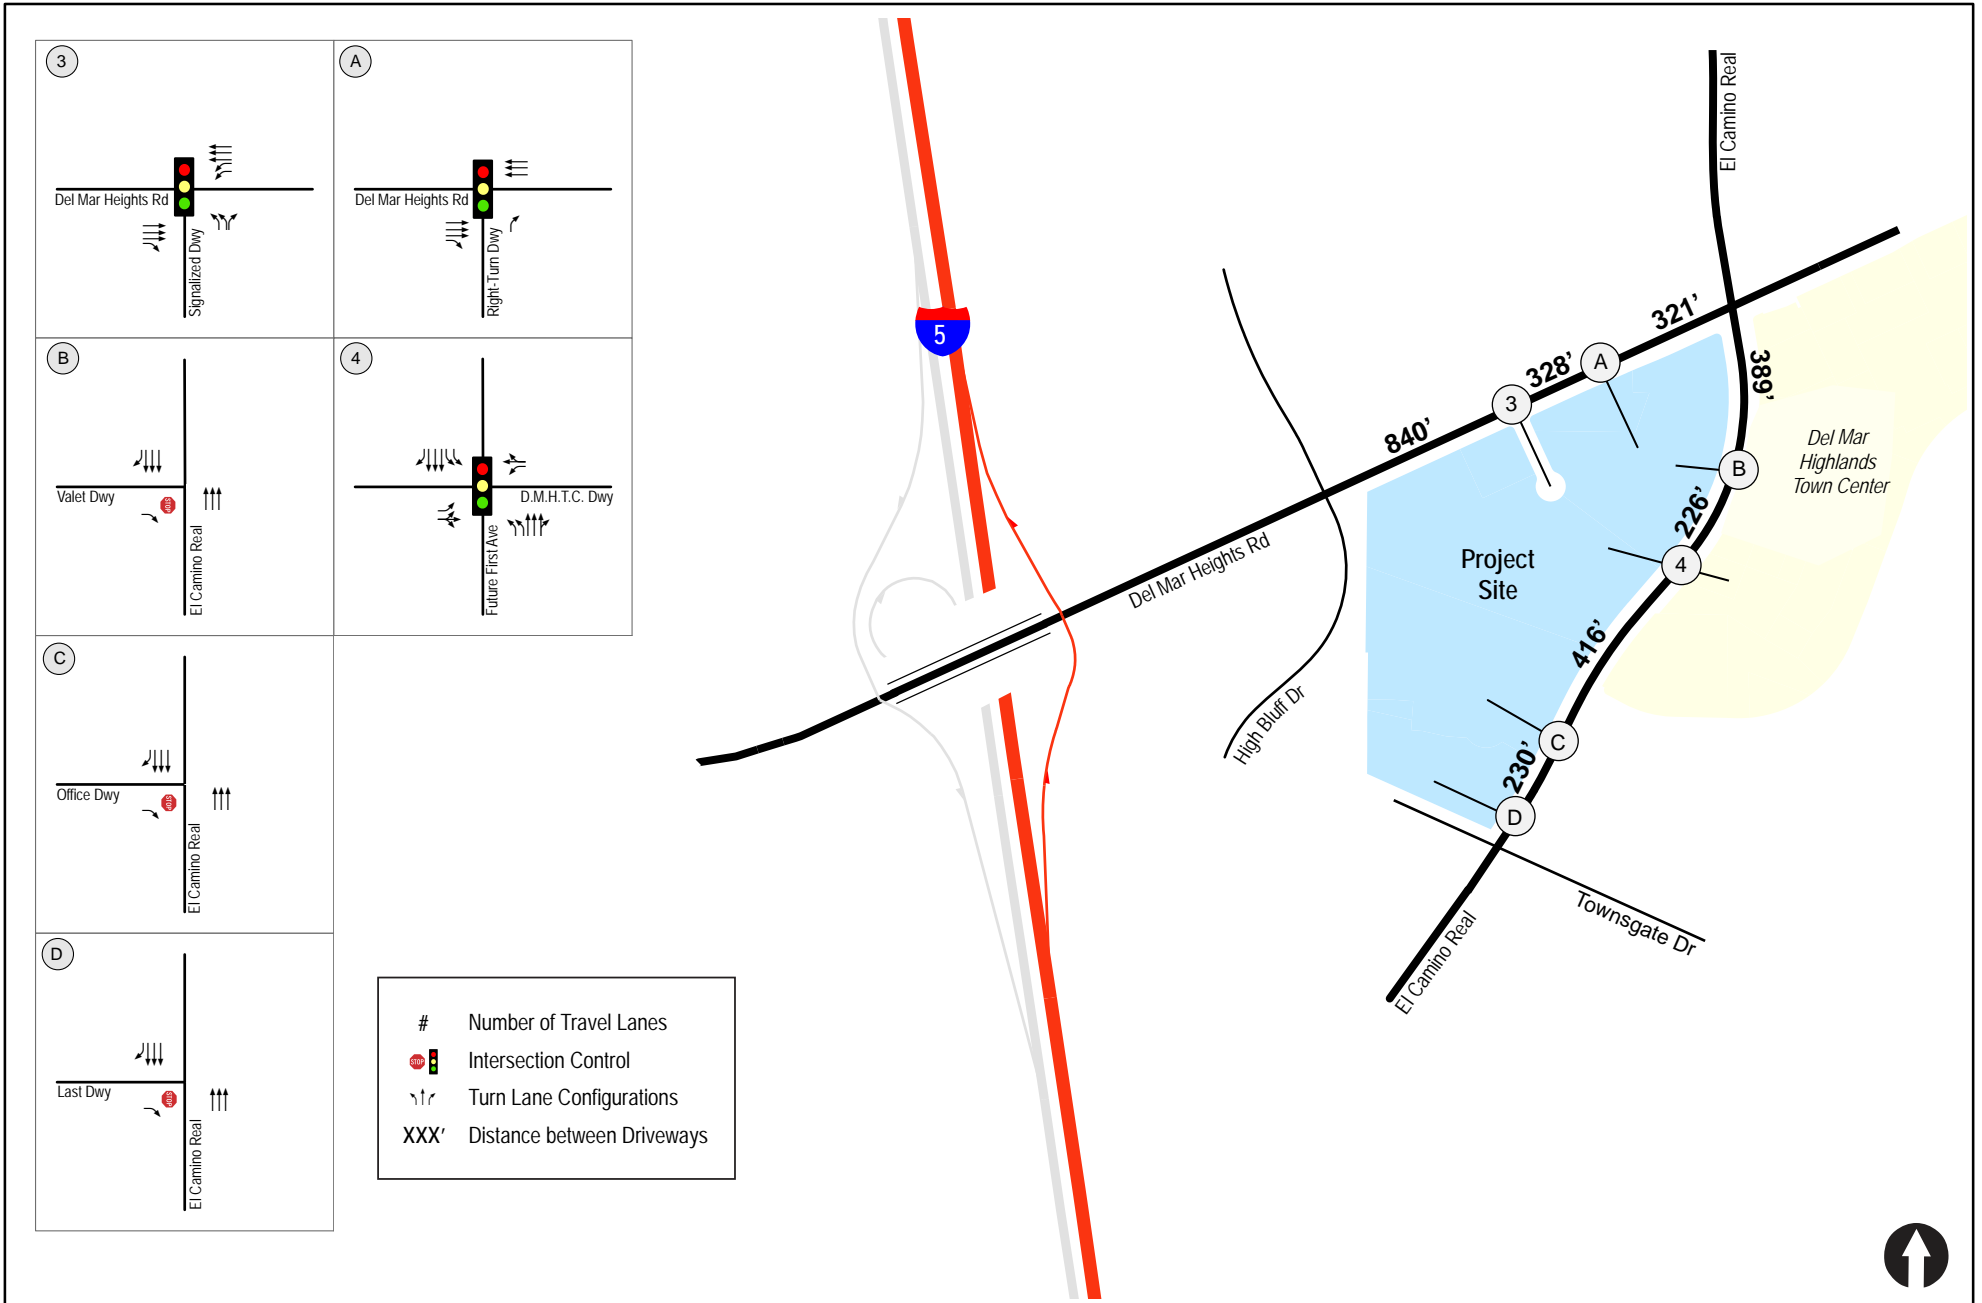 3
Del Mar Heights Rd
Signalized Dwy
A
Del Mar Heights Rd
Right-Turn Dwy
B
Valet Dwy
STOP
El Camino Real
4
D.M.H.T.C. Dwy
Future First Ave
C
Office Dwy
STOP
El Camino Real
D
Last Dwy
STOP
El Camino Real
# Number of Travel Lanes
STOP Intersection Control
Turn Lane Configurations
XXX' Distance between Driveways
5
El Camino Real
321'
A
328'
3
840'
389'
B
Del Mar
Highlands
Town Center
226'
4
Project
Site
Del Mar Heights Rd
416'
High Bluff Dr
C
230'
D
Townsgate Dr
El Camino Real